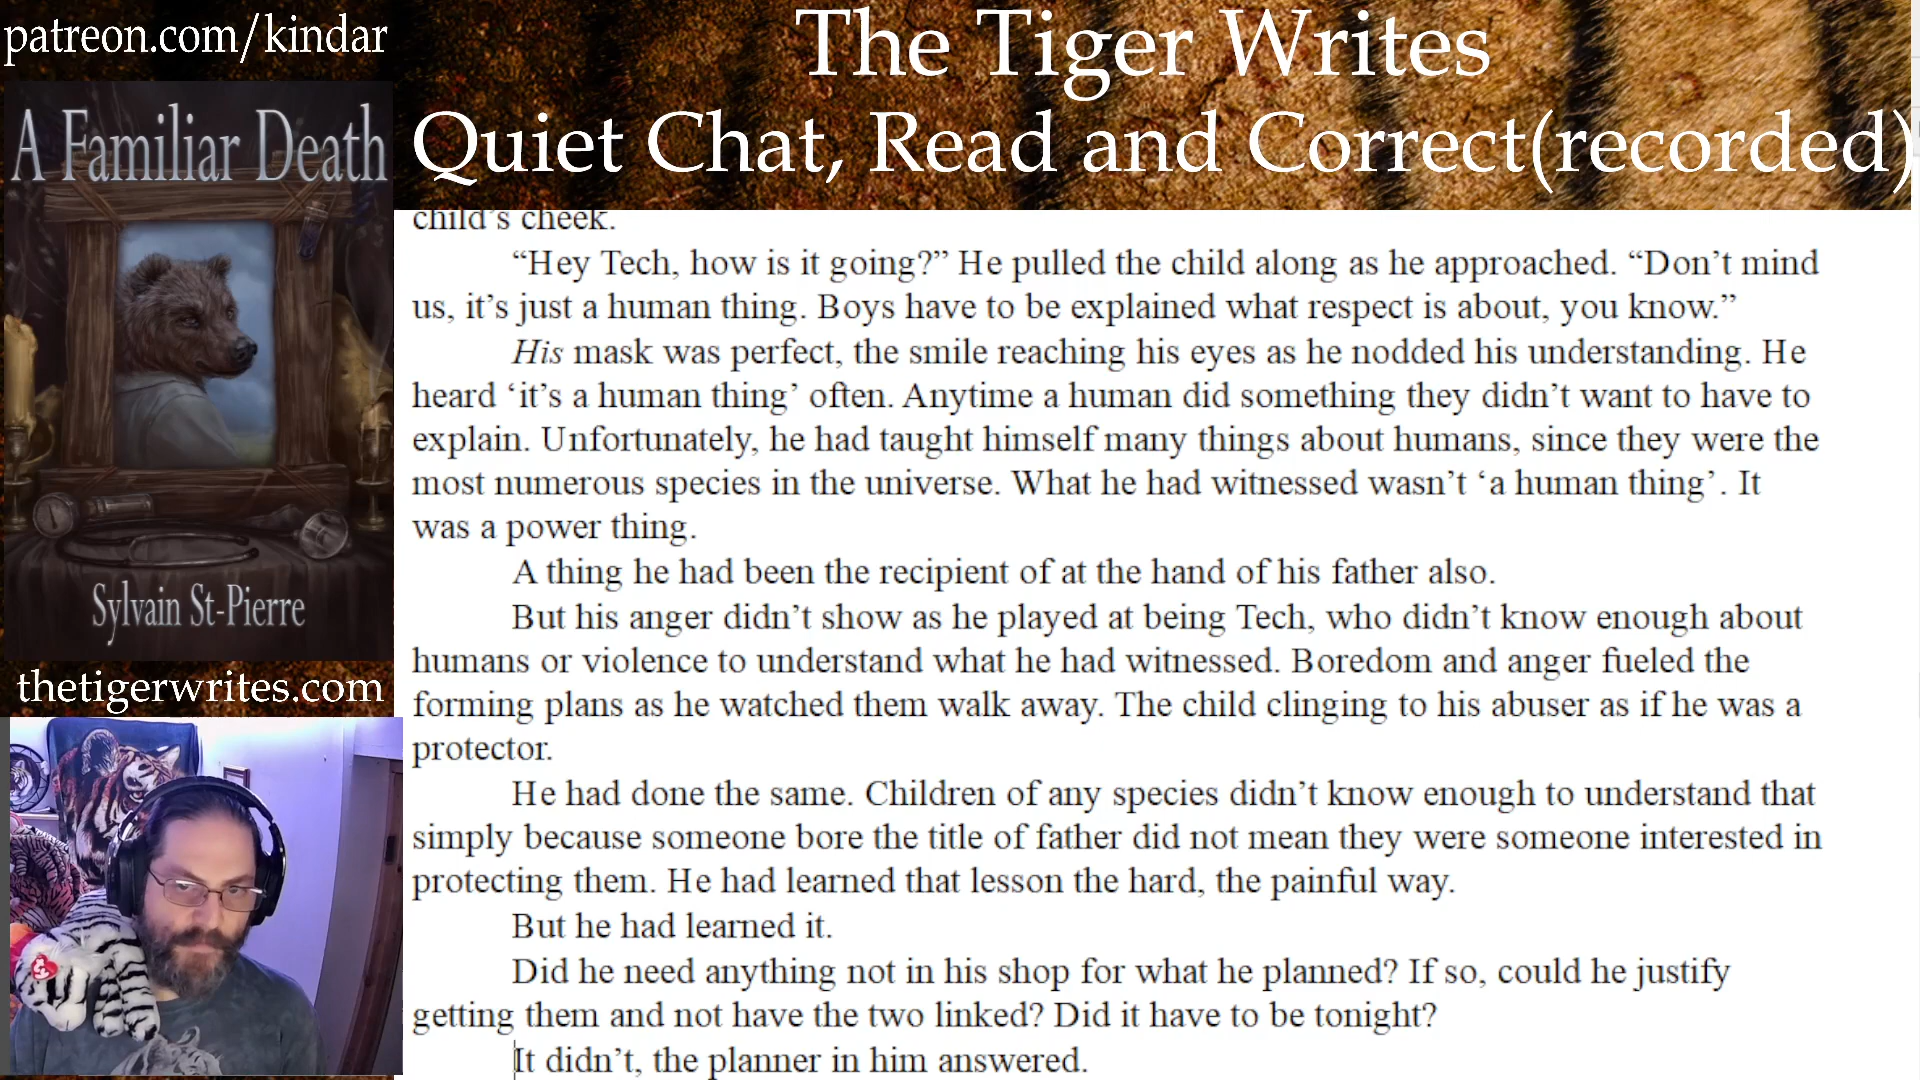 patreon.com/kindar
The Tiger Writes
Quiet Chat, Read and Correct(recorded)
A Familiar Death
Sylvain St-Pierre
thetigerwrites.com
child’s cheek.
“Hey Tech, how is it going?” He pulled the child along as he approached. “Don’t mind
us, it’s just a human thing. Boys have to be explained what respect is about, you know.”
His mask was perfect, the smile reaching his eyes as he nodded his understanding. He
heard ‘it’s a human thing’ often. Anytime a human did something they didn’t want to have to
explain. Unfortunately, he had taught himself many things about humans, since they were the
most numerous species in the universe. What he had witnessed wasn’t ‘a human thing’. It
was a power thing.
A thing he had been the recipient of at the hand of his father also.
But his anger didn’t show as he played at being Tech, who didn’t know enough about
humans or violence to understand what he had witnessed. Boredom and anger fueled the
forming plans as he watched them walk away. The child clinging to his abuser as if he was a
protector.
He had done the same. Children of any species didn’t know enough to understand that
simply because someone bore the title of father did not mean they were someone interested in
protecting them. He had learned that lesson the hard, the painful way.
But he had learned it.
Did he need anything not in his shop for what he planned? If so, could he justify
getting them and not have the two linked? Did it have to be tonight?
It didn’t, the planner in him answered.